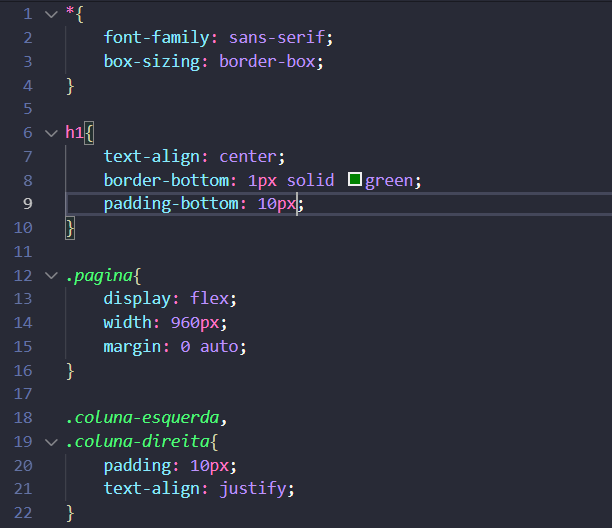 1 *{
2 font-family: sans-serif;
3 box-sizing: border-box;
4 }
5
6 h1{
7 text-align: center;
8 border-bottom: 1px solid green;
9 padding-bottom: 10px;
10 }
11
12 .pagina{
13 display: flex;
14 width: 960px;
15 margin: 0 auto;
16 }
17
18 .coluna-esquerda,
19 .coluna-direita{
20 padding: 10px;
21 text-align: justify;
22 }